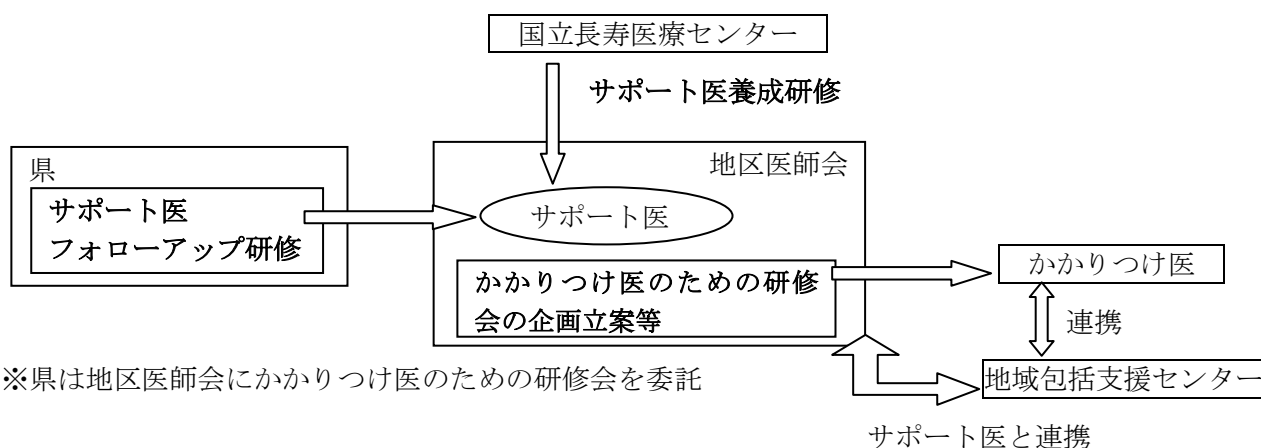 国立長寿医療センター
サポート医養成研修
県
地区医師会
サポート医
フォローアップ研修
サポート医
かかりつけ医のための研修
会の企画立案等
かかりつけ医
連携
※県は地区医師会にかかりつけ医のための研修会を委託
地域包括支援センター
サポート医と連携